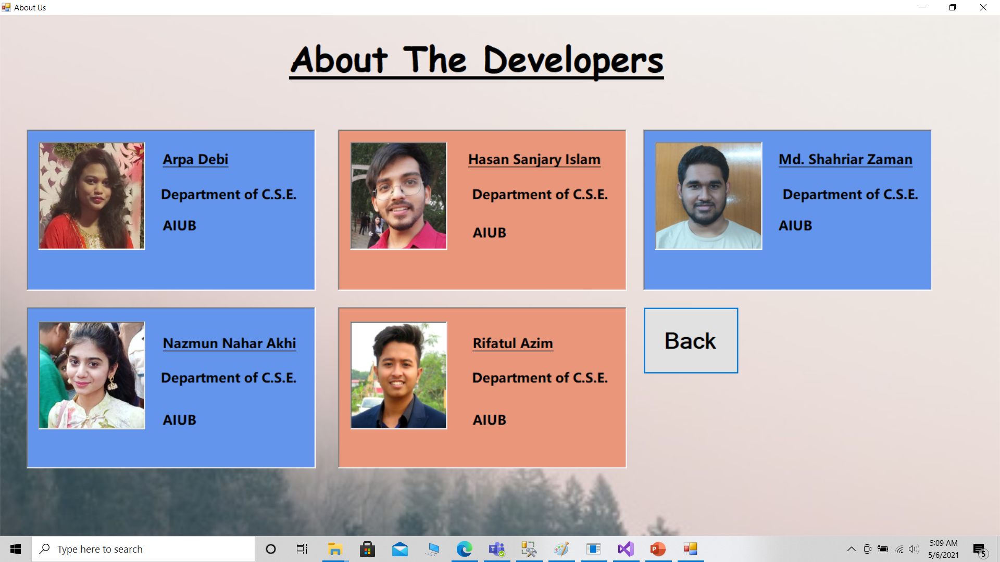 About Us
About The Developers
Arpa Debi
Department of C.S.E.
AIUB
Hasan Sanjary Islam
Department of C.S.E.
AIUB
Md. Shahriar Zaman
Department of C.S.E.
AIUB
Nazmun Nahar Akhi
Department of C.S.E.
AIUB
Rifatul Azim
Department of C.S.E.
AIUB
Back
Type here to search
5:09 AM
5/6/2021
5